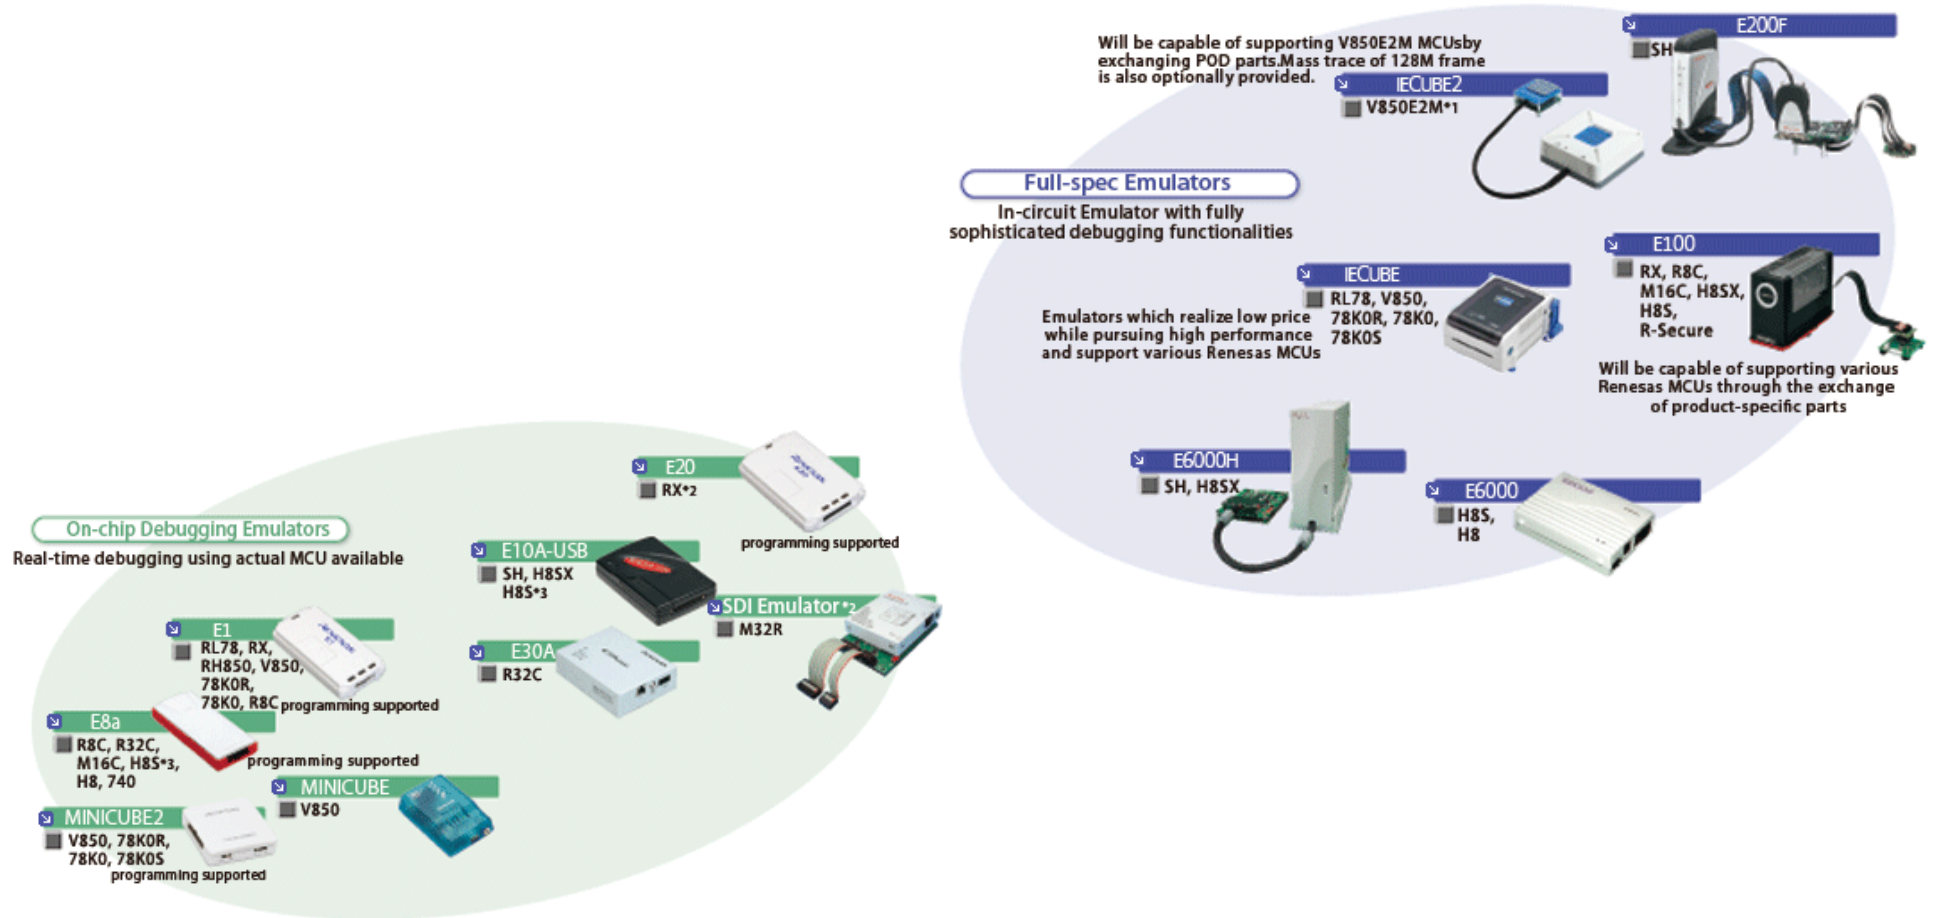 E200F
SH
Will be capable of supporting V850E2M MCUsby
exchanging POD parts.Mass trace of 128M frame
is also optionally provided.
IECUBE2
V850E2M*1
Full-spec Emulators
In-circuit Emulator with fully
sophisticated debugging functionalities
E100
RX, R8C,
M16C, H8SX,
H8S,
R-Secure
Will be capable of supporting various
Renesas MCUs through the exchange
of product-specific parts
IECUBE
RL78, V850,
78K0R, 78K0,
78K0S
Emulators which realize low price
while pursuing high performance
and support various Renesas MCUs
E6000H
SH, H8SX
E6000
H8S,
H8
E20
RX*2
programming supported
On-chip Debugging Emulators
Real-time debugging using actual MCU available
E10A-USB
SH, H8SX
H8S*3
SDI Emulator*2
M32R
E1
RL78, RX,
RH850, V850,
78K0R,
78K0, R8C
programming supported
E30A
R32C
E8a
R8C, R32C,
M16C, H8S*3,
H8, 740
programming supported
MINICUBE
V850
MINICUBE2
V850, 78K0R,
78K0, 78K0S
programming supported